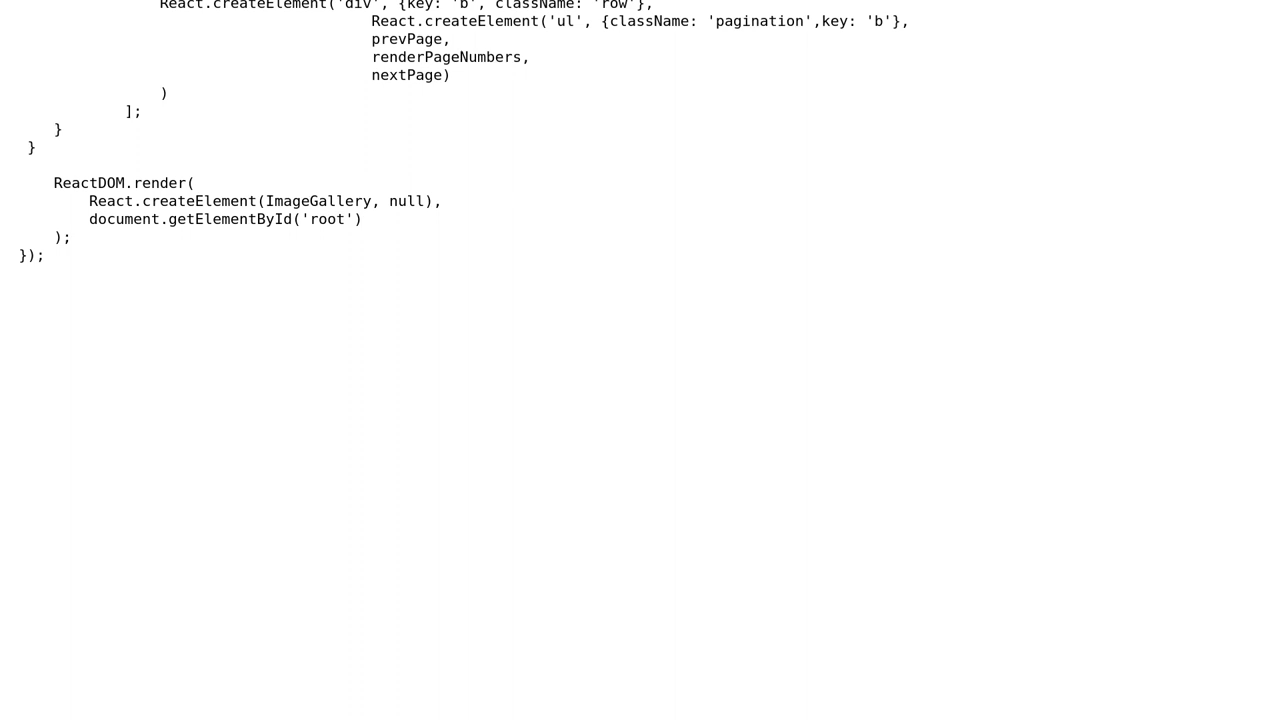 React.createElement('div', {key: 'b', className: 'row'},
React.createElement('ul', {className: 'pagination',key: 'b'},
prevPage,
renderPageNumbers,
nextPage)
)
];
}
}
ReactDOM.render(
React.createElement(ImageGallery, null),
document.getElementById('root')
);
});